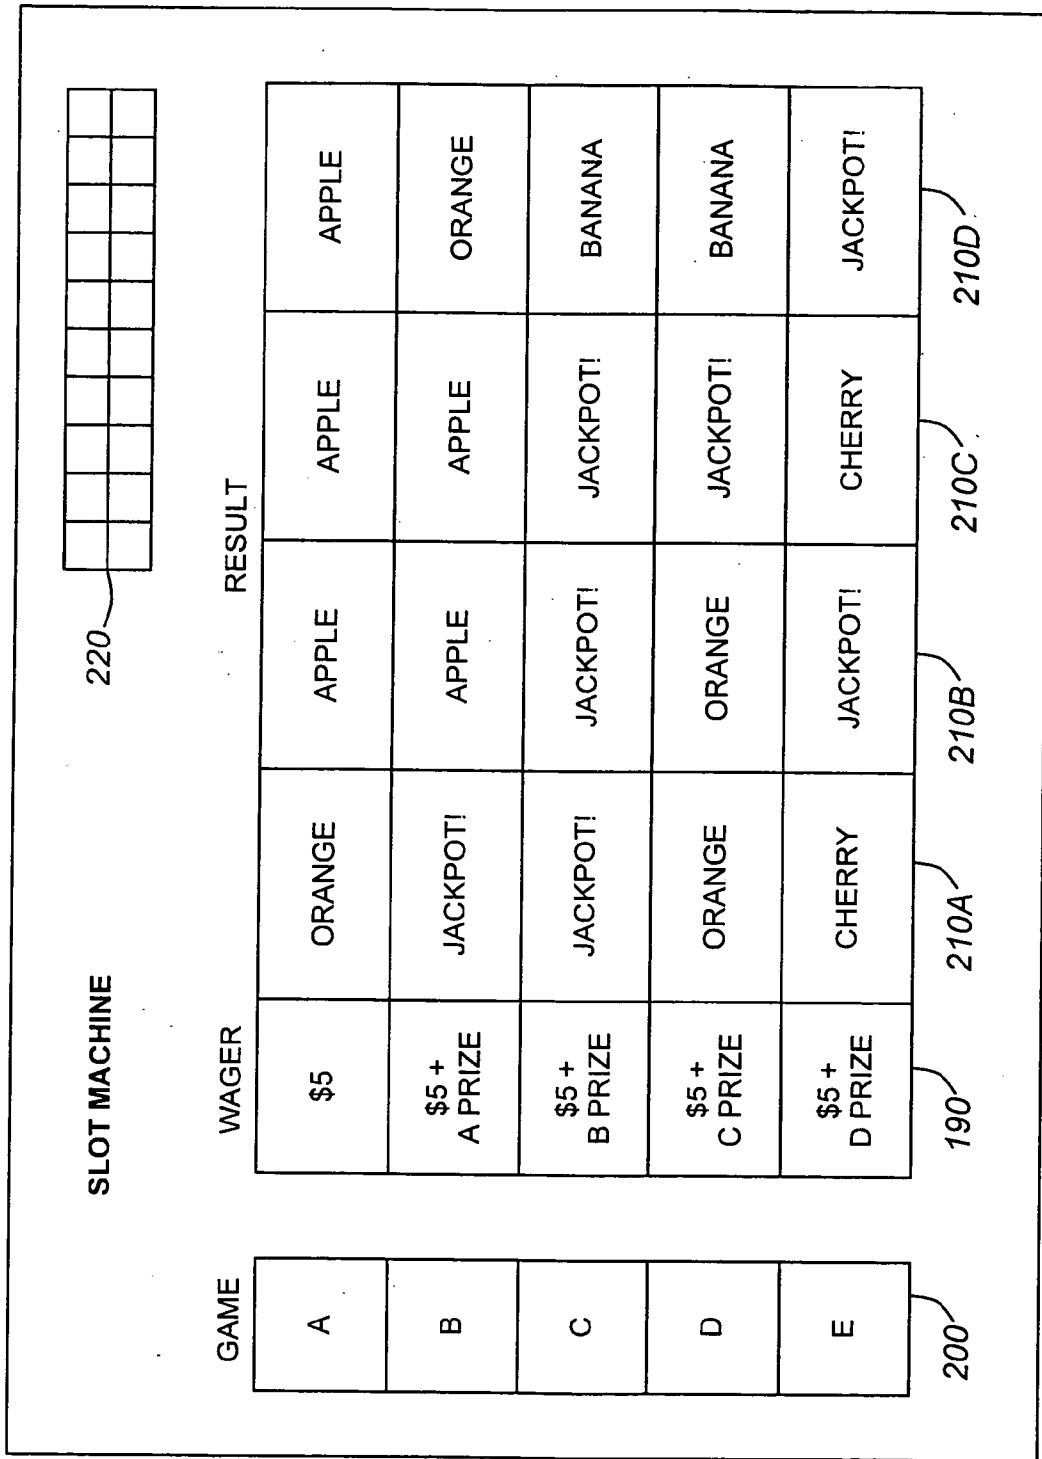 SLOT MACHINE
220
GAME WAGER RESULT
A $5 ORANGE APPLE APPLE APPLE
B $5 + A PRIZE JACKPOT! APPLE APPLE ORANGE
C $5 + B PRIZE JACKPOT! JACKPOT! JACKPOT! BANANA
D $5 + C PRIZE ORANGE ORANGE JACKPOT! BANANA
E $5 + D PRIZE CHERRY JACKPOT! CHERRY JACKPOT!
200 190 210A 210B 210C 210D